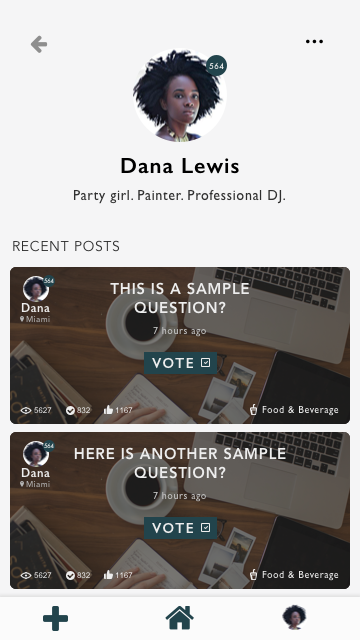 564
Dana Lewis
Party girl. Painter. Professional DJ.
RECENT POSTS
564
Dana
Miami
THIS IS A SAMPLE
QUESTION?
7 hours ago
VOTE
5627 832 1167
Food & Beverage
564
Dana
Miami
HERE IS ANOTHER SAMPLE
QUESTION?
7 hours ago
VOTE
5627 832 1167
Food & Beverage